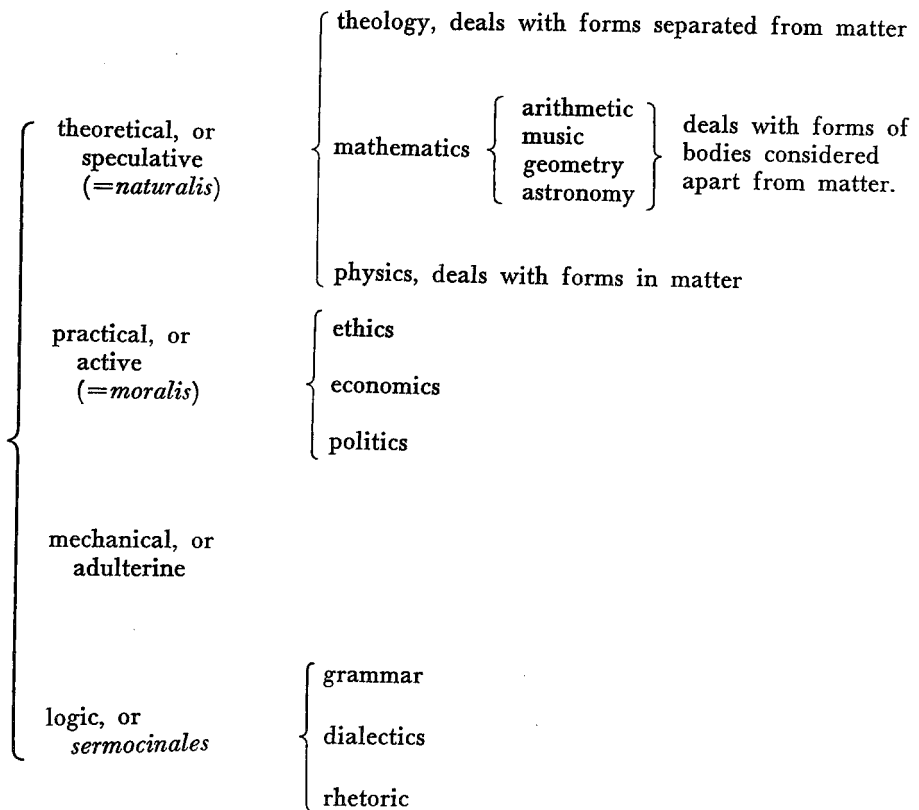 theology, deals with forms separated from matter
theoretical, or
speculative
(=naturalis)
mathematics
arithmetic
music
geometry
astronomy
deals with forms of
bodies considered
apart from matter.
physics, deals with forms in matter
practical, or
active
(=moralis)
ethics
economics
politics
mechanical, or
adulterine
logic, or
sermocinales
grammar
dialectics
rhetoric